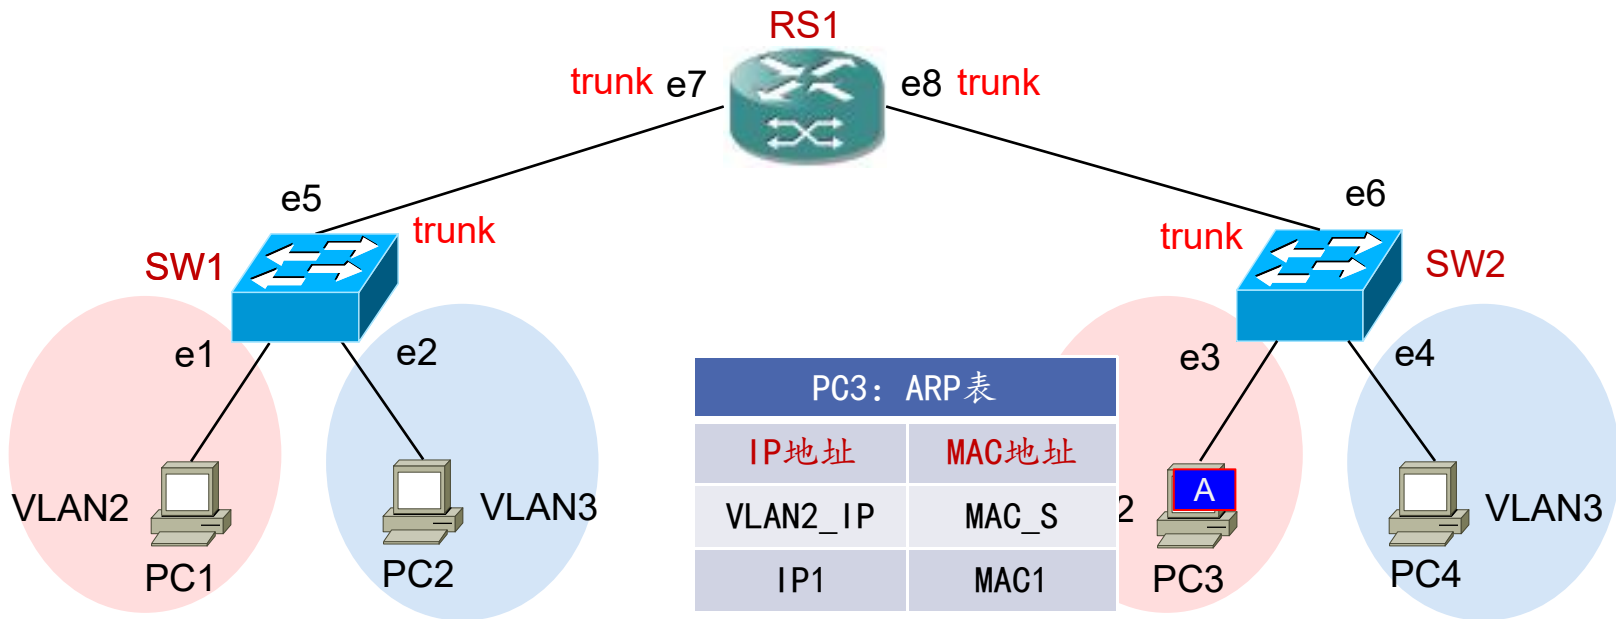 RS1
trunk e7
e8 trunk
e5
trunk
SW1
e6
trunk
SW2
e1
e2
e3
e4
PC3: ARP表
IP地址 MAC地址
VLAN2_IP MAC_S
IP1 MAC1
VLAN2
VLAN3
2
A
VLAN3
PC1
PC2
PC3
PC4